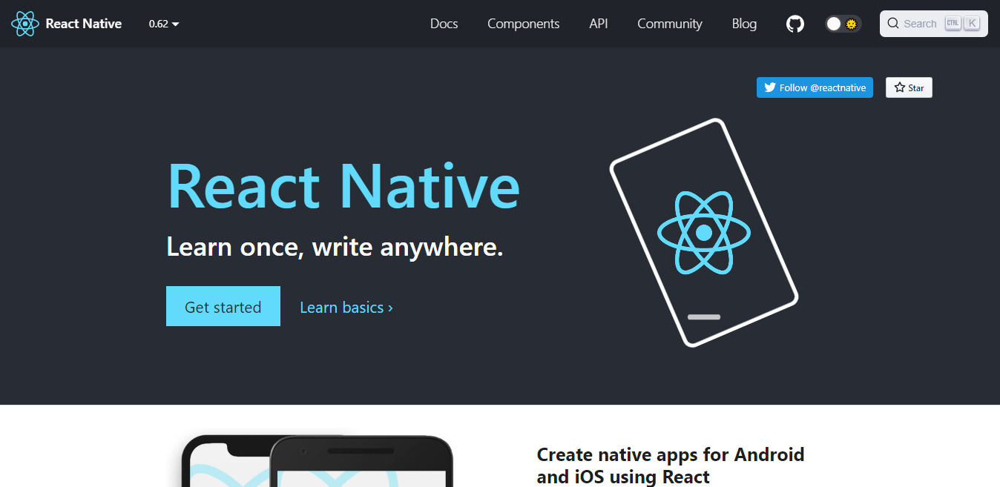 React Native 0.62 Docs Components API Community Blog Search CTRL K
Follow @reactnative Star
React Native
Learn once, write anywhere.
Get started Learn basics ›
Create native apps for Android
and iOS using React